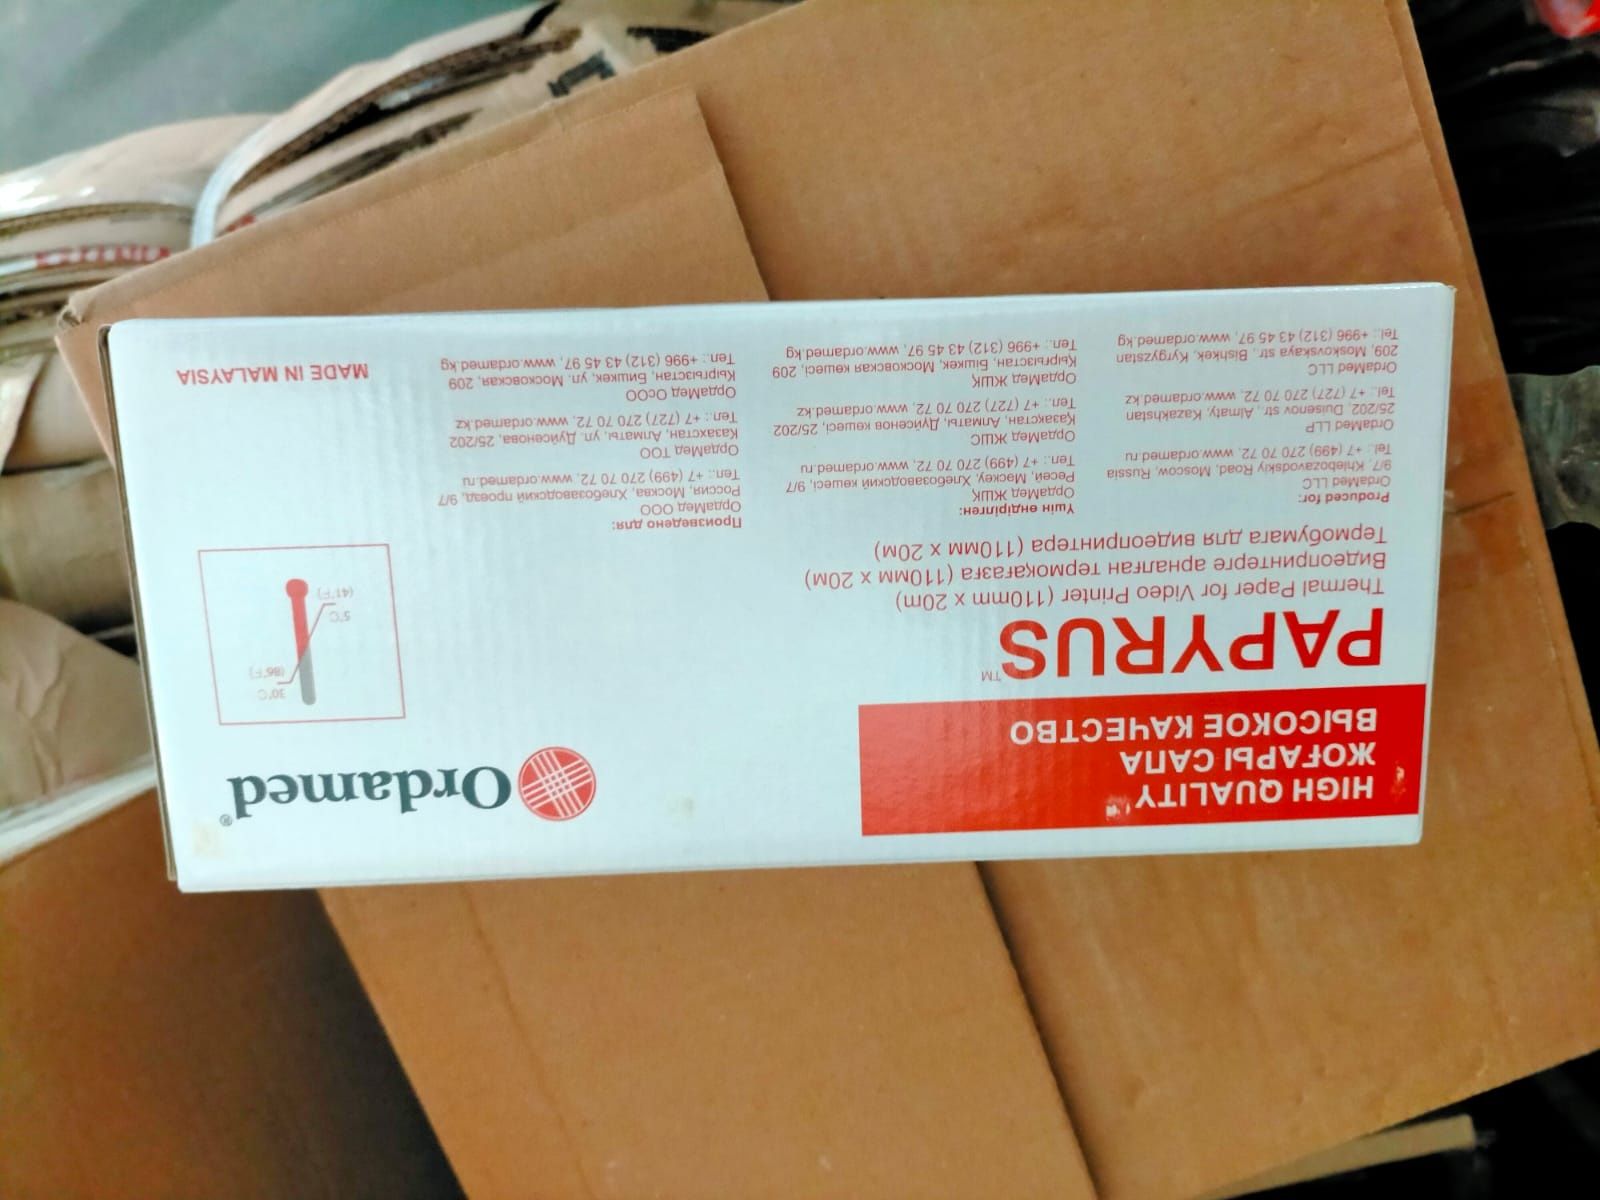 HIGH QUALITY
ЖОҒАРЫ САПА
ВЫСОКОЕ КАЧЕСТВО
Ordamed®
PAPYRUS™
Thermal Paper for Video Printer (110mm x 20m)
Видеопринтерге арналған термоқағазға (110мм x 20м)
Термобумага для видеопринтера (110мм x 20м)
30°C
(86°F)
5°C
(41°F)
Produced for:
OrdaMed LLC
9/7, Khlebozavodskiy Road, Moscow, Russia
Tel.: +7 (499) 270 70 72, www.ordamed.ru
OrdaMed LLP
25/202, Duisenov str., Almaty, Kazakhstan
Tel.: +7 (727) 270 70 72, www.ordamed.kz
OrdaMed LLC
209, Moskovskaya str., Bishkek, Kyrgyzstan
Tel.: +996 (312) 43 45 97, www.ordamed.kg
Үшін өндірілген:
ОрдаМед ЖШҚ
Ресей, Мәскеу, Хлебозаводский көшесі, 9/7
Тел.: +7 (499) 270 70 72, www.ordamed.ru
ОрдаМед ЖШС
Қазақстан, Алматы, Дүйсенов көшесі, 25/202
Тел.: +7 (727) 270 70 72, www.ordamed.kz
ОрдаМед ЖШҚ
Қырғызстан, Бішкек, Московская көшесі, 209
Тел.: +996 (312) 43 45 97, www.ordamed.kg
Произведено для:
ОрдаМед ООО
Россия, Москва, Хлебозаводский проезд, 9/7
Тел.: +7 (499) 270 70 72, www.ordamed.ru
ОрдаМед ТОО
Казахстан, Алматы, ул. Дуйсенова, 25/202
Тел.: +7 (727) 270 70 72, www.ordamed.kz
ОрдаМед ОсОО
Кыргызстан, Бишкек, ул. Московская, 209
Тел.: +996 (312) 43 45 97, www.ordamed.kg
MADE IN MALAYSIA